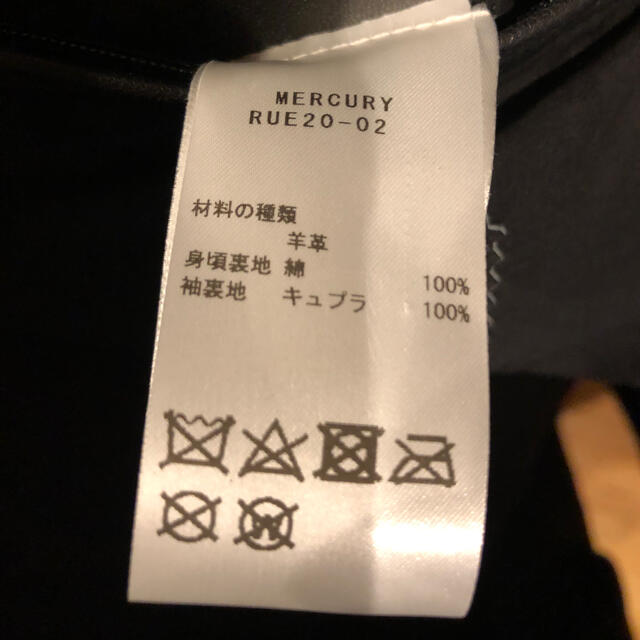 MERCURY
RUE20-02
材料の種類
羊革
身頃裏地 綿 100%
袖裏地 キュプラ 100%